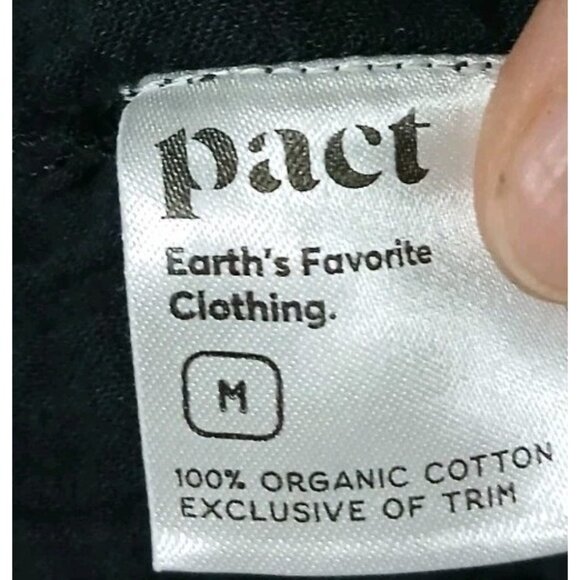 pact
Earth's Favorite
Clothing.
M
100% ORGANIC COTTON
EXCLUSIVE OF TRIM